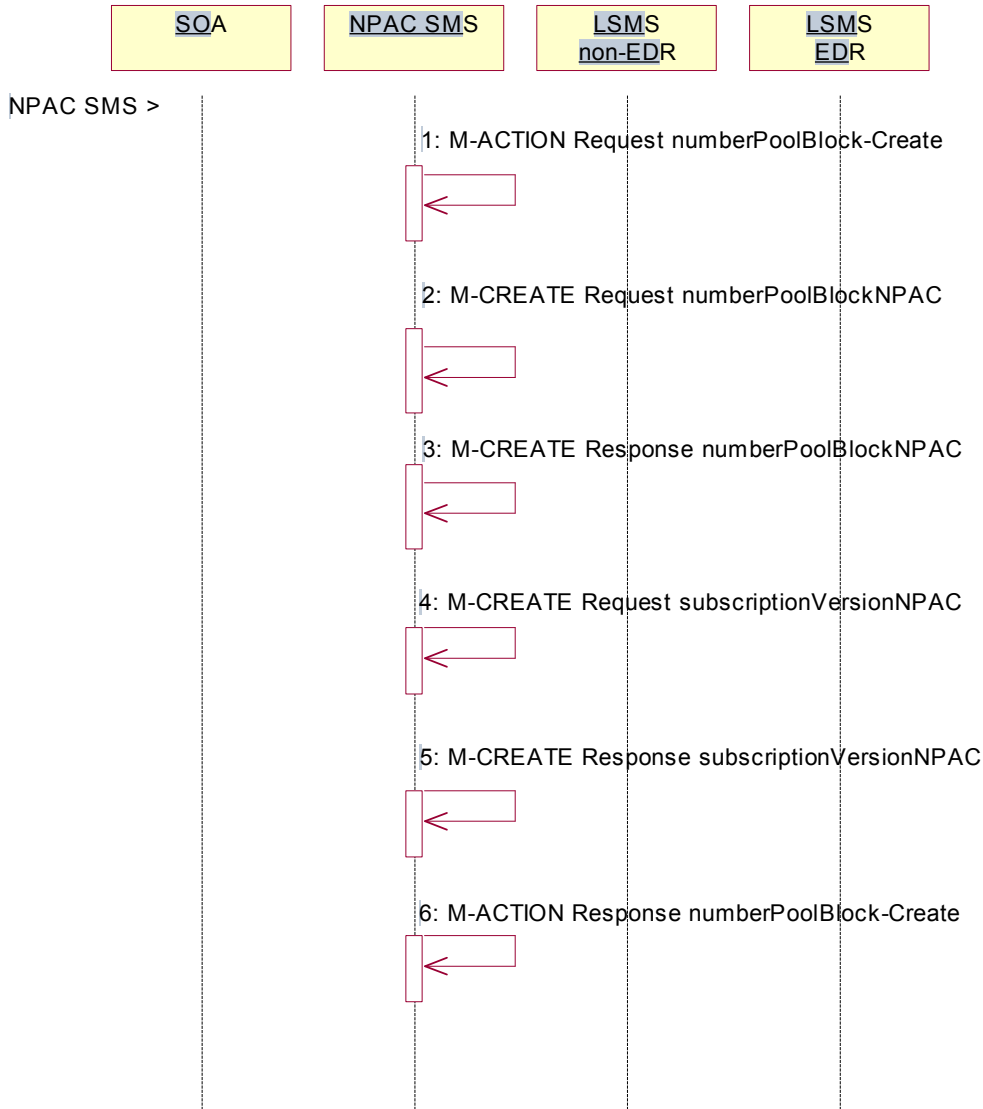 SOA
NPAC SMS
LSMS
non-EDR
LSMS
EDR
NPAC SMS >
1: M-ACTION Request numberPoolBlock-Create
2: M-CREATE Request numberPoolBlockNPAC
3: M-CREATE Response numberPoolBlockNPAC
4: M-CREATE Request subscriptionVersionNPAC
5: M-CREATE Response subscriptionVersionNPAC
6: M-ACTION Response numberPoolBlock-Create